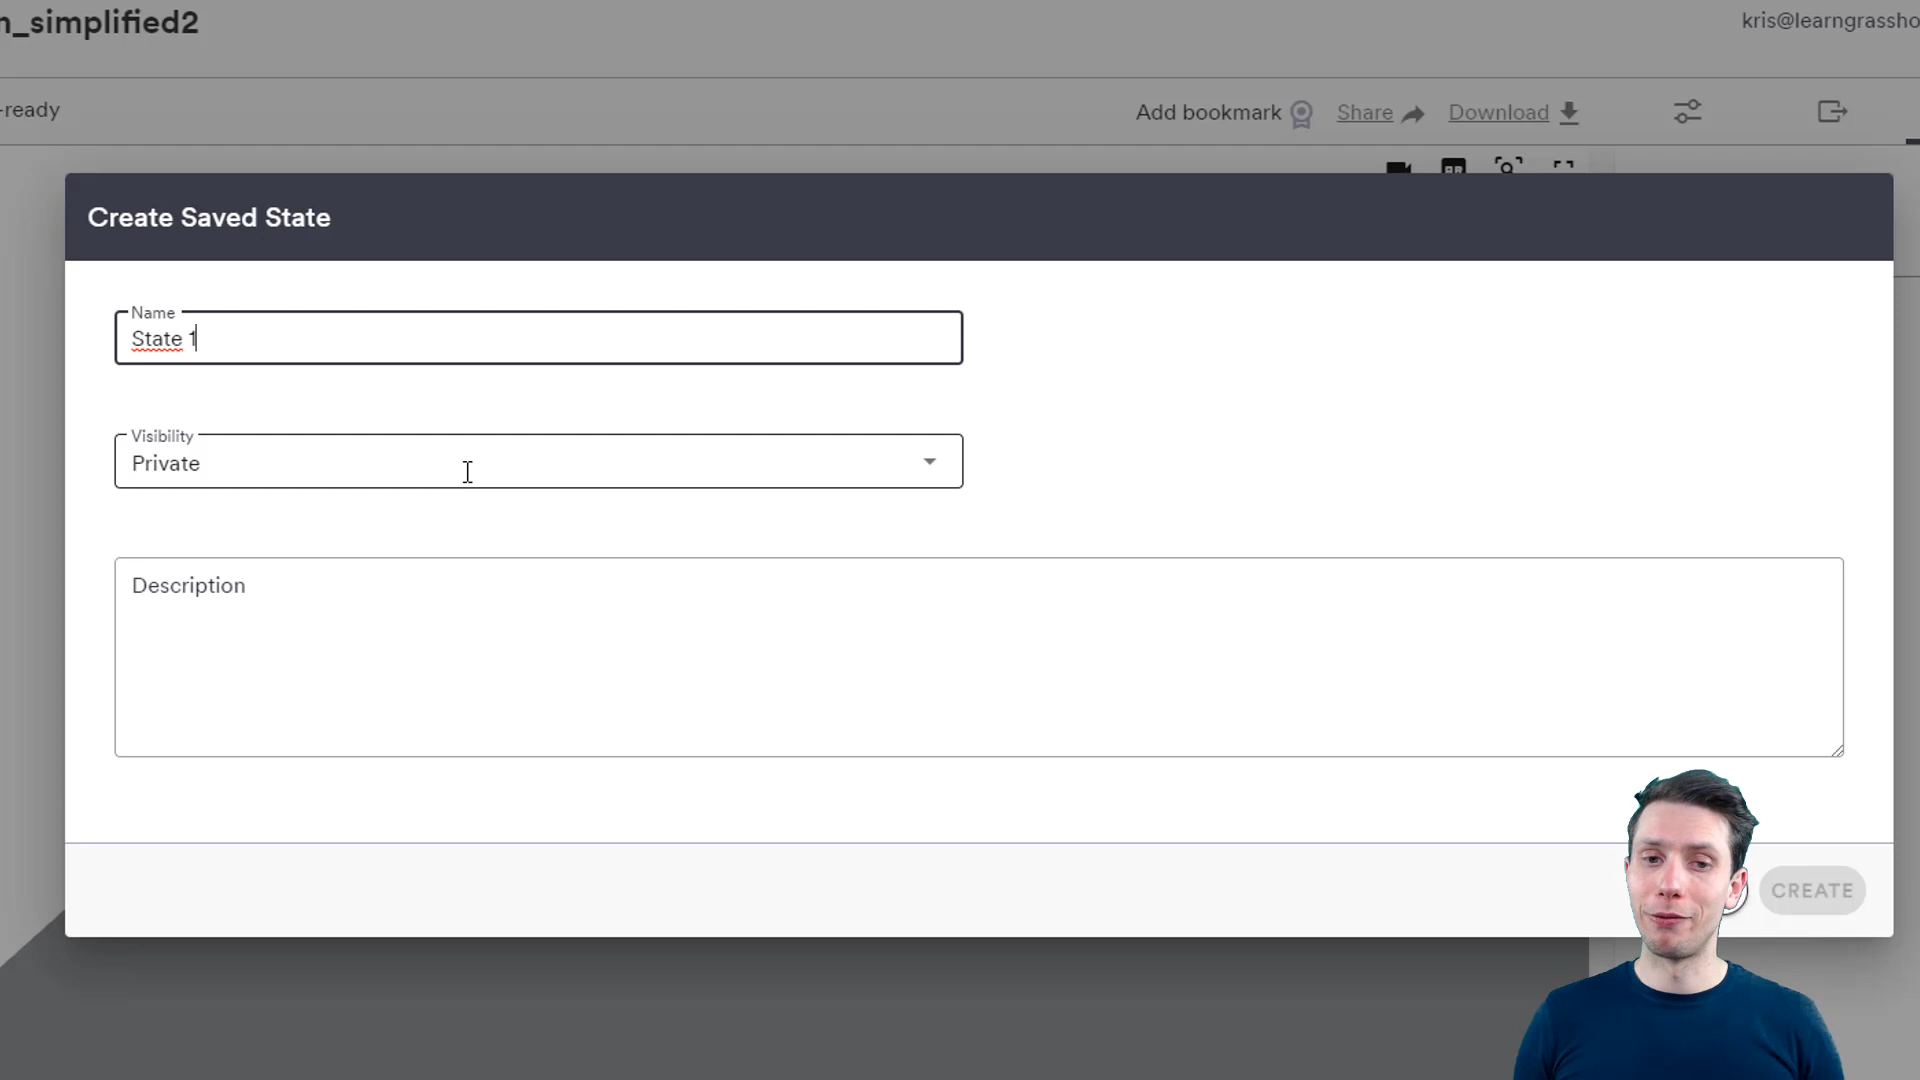 n_simplified2
kris@learngrassho
-ready
Add bookmark Share Download
Create Saved State
Name
State 1
Visibility
Private
Description
CREATE